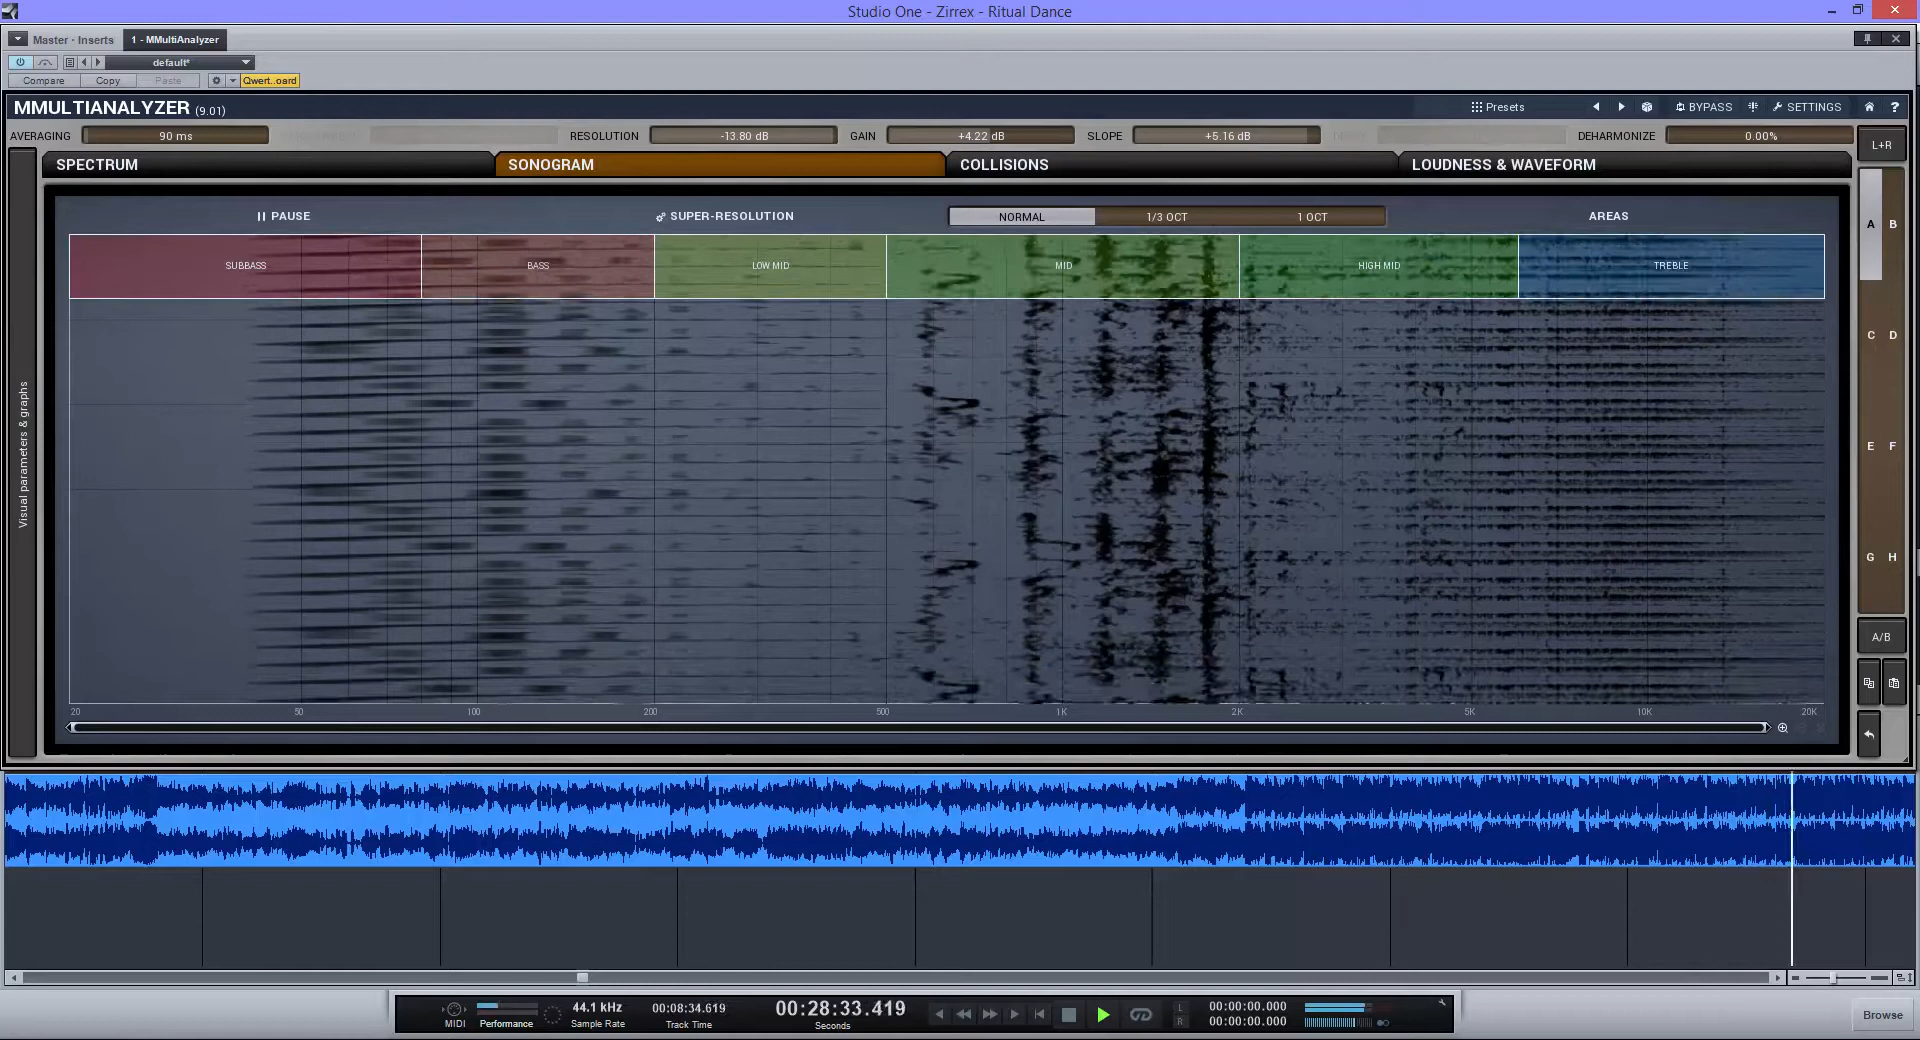 Studio One - Zirrex - Ritual Dance
Master · Inserts 1 - MMultiAnalyzer
default*
Compare Copy Paste Qwert..oard
MMULTIANALYZER (9.01) Presets BYPASS SETTINGS ?
AVERAGING 90 ms RESOLUTION -13.80 dB GAIN +4.22 dB SLOPE +5.16 dB DEHARMONIZE 0.00% L+R
SPECTRUM SONOGRAM COLLISIONS LOUDNESS & WAVEFORM
PAUSE SUPER-RESOLUTION NORMAL 1/3 OCT 1 OCT AREAS
A B
SUBBASS BASS LOW MID MID HIGH MID TREBLE
C D
Visual parameters & graphs
E F
G H
A/B
20 50 100 200 500 1K 2K 5K 10K 20K
MIDI Performance
44.1 kHz
Sample Rate
00:08:34.619
Track Time
00:28:33.419
Seconds
L 00:00:00.000
R 00:00:00.000
Browse